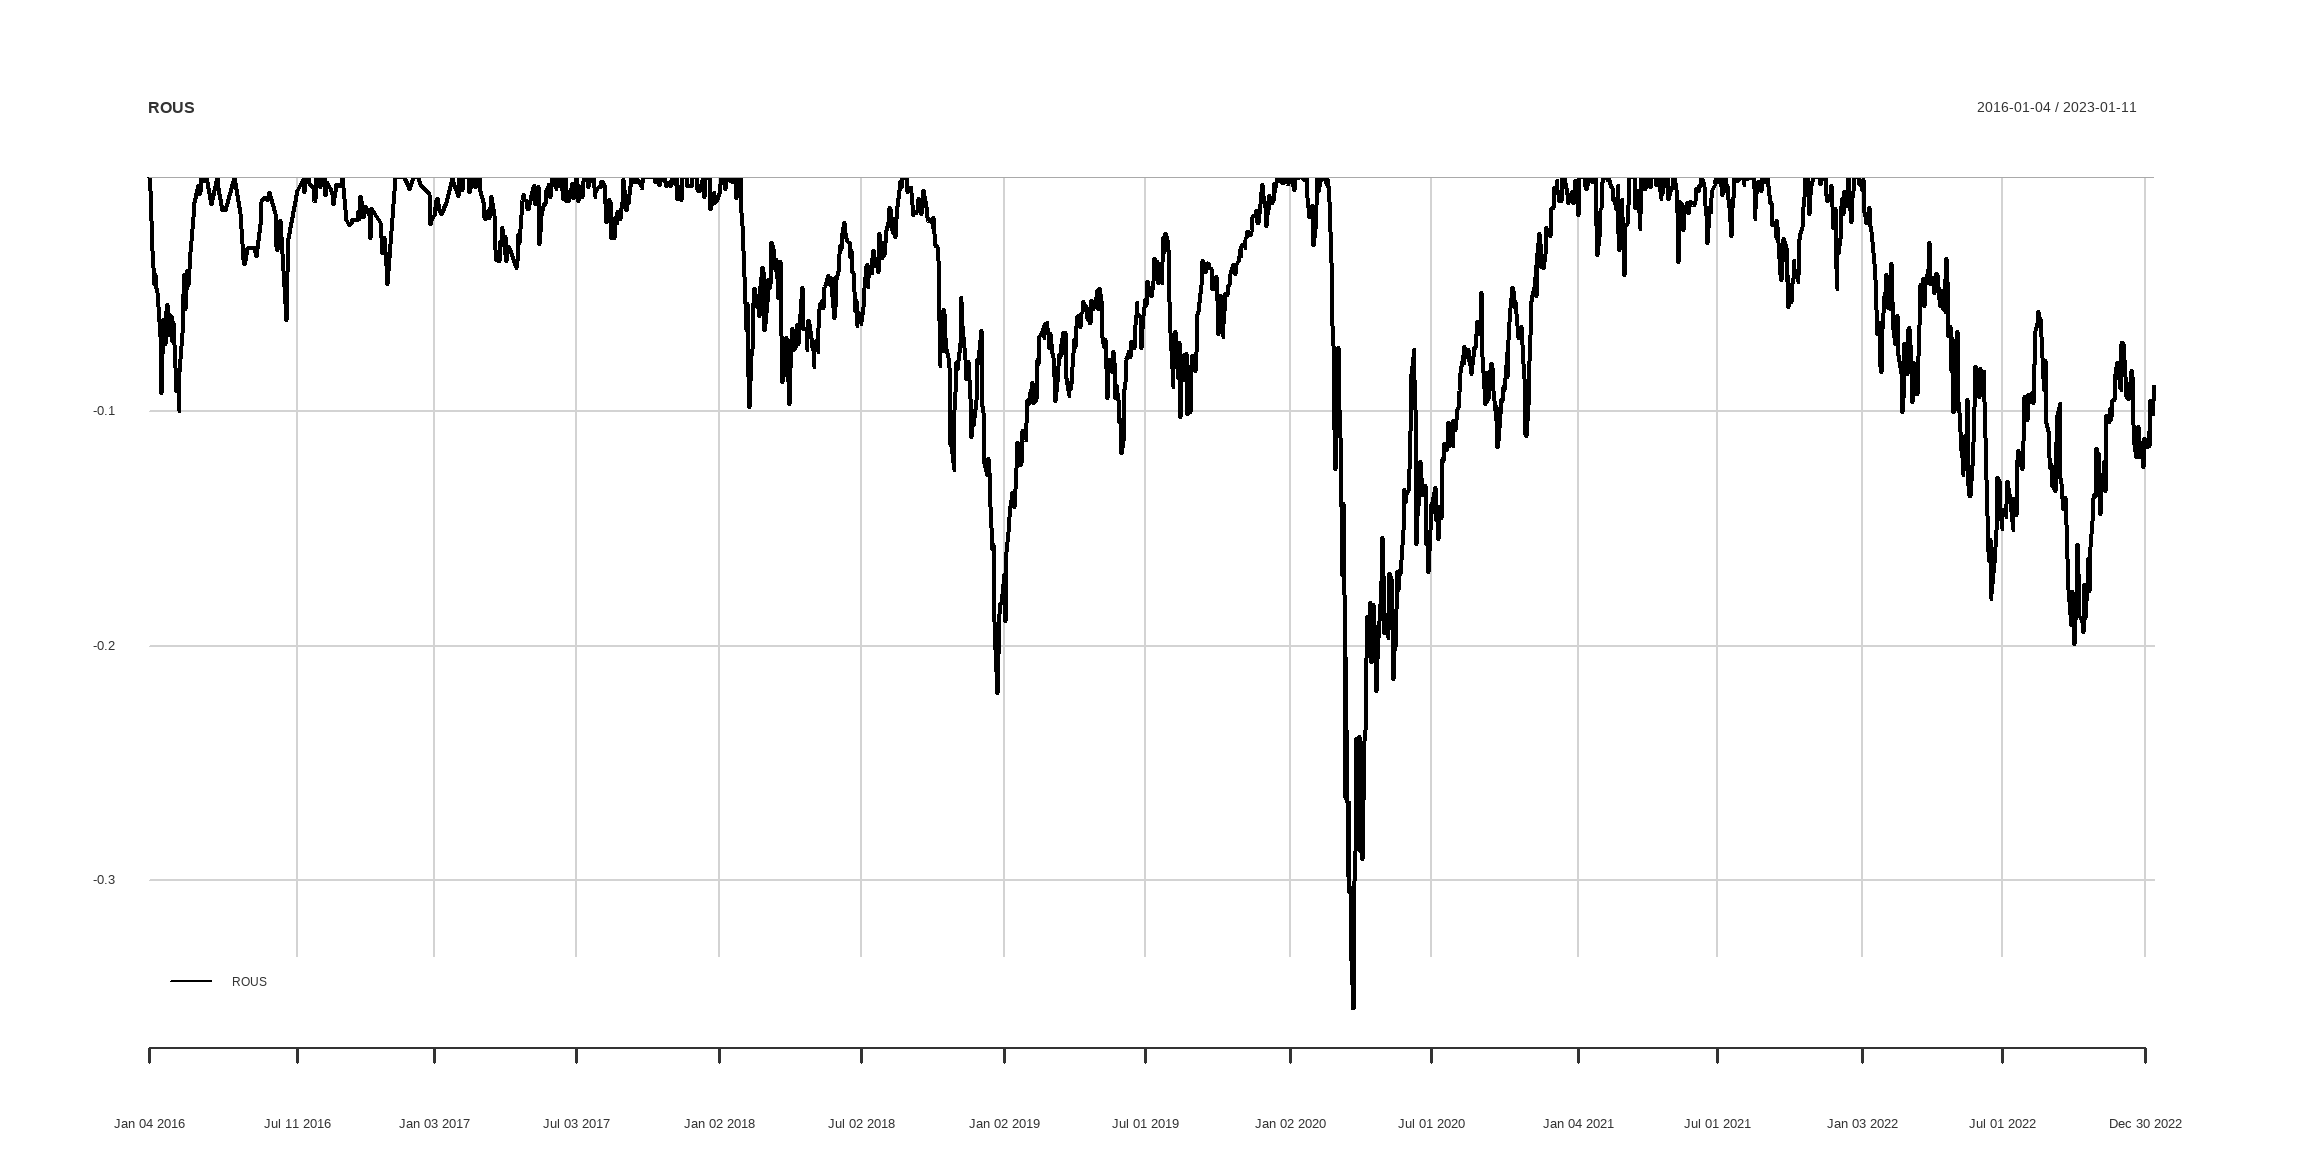 ROUS
2016-01-04 / 2023-01-11
-0.1
-0.2
-0.3
ROUS
Jan 04 2016
Jul 11 2016
Jan 03 2017
Jul 03 2017
Jan 02 2018
Jul 02 2018
Jan 02 2019
Jul 01 2019
Jan 02 2020
Jul 01 2020
Jan 04 2021
Jul 01 2021
Jan 03 2022
Jul 01 2022
Dec 30 2022